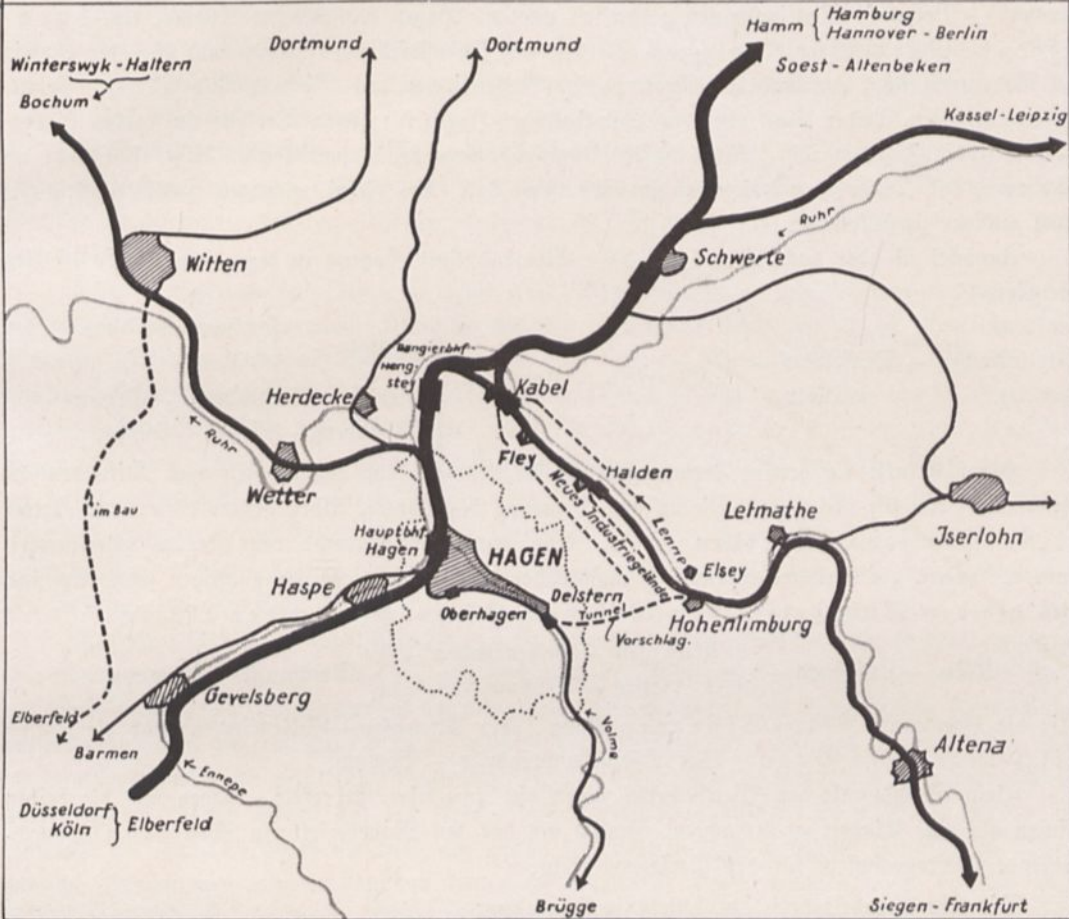 Hamm { Hamburg
Hannover - Berlin
Soest - Altenbeken
Dortmund
Dortmund
Winterswyk - Haltern
Bochum
Kassel - Leipzig
Ruhr
Witten
Schwerte
Rangierbhf.
Heng-
stey
Kabel
Herdecke
Ruhr
Fley
Halden
Wetter
im Bau
Neues Industriegelände
Lenne
Letmathe
Iserlohn
Hauptbhf.
Hagen
HAGEN
Elsey
Haspe
Oberhagen
Delstern
Tunnel
Vorschlag.
Hohenlimburg
Gevelsberg
Elberfeld
Barmen
Volme
Altena
Ennepe
Düsseldorf
Köln } Elberfeld
Brügge
Siegen - Frankfurt